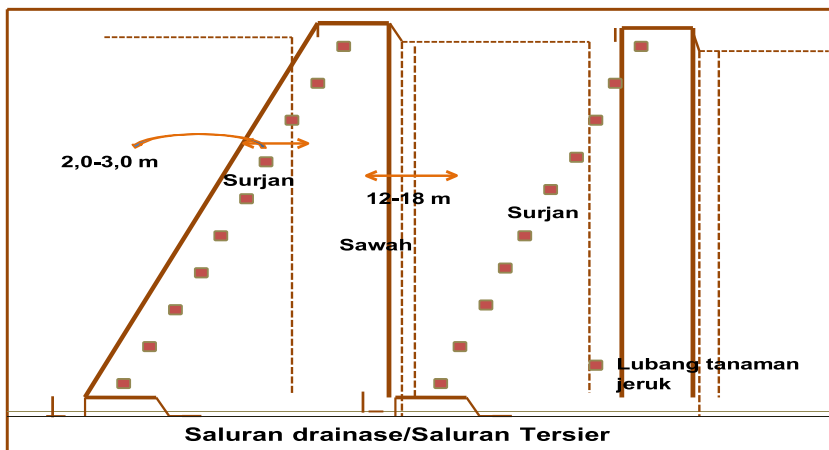 2,0-3,0 m
Surjan
12-18 m
Surjan
Sawah
Lubang tanaman
jeruk
Saluran drainase/Saluran Tersier